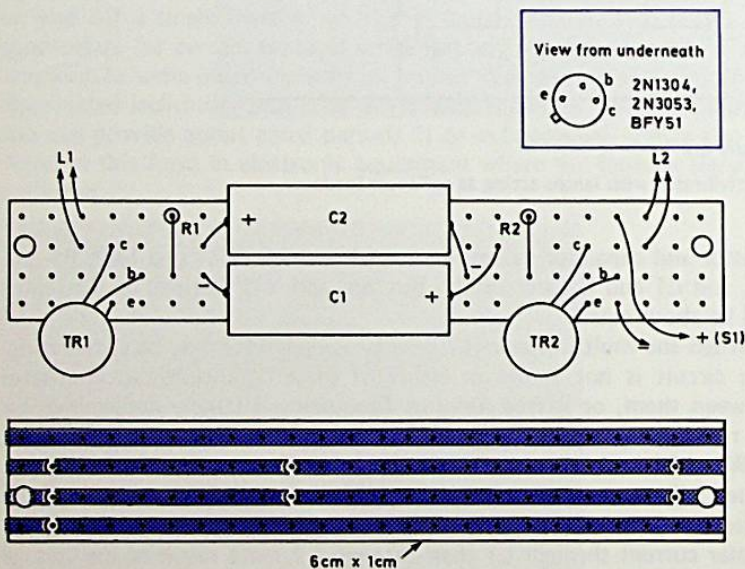 View from underneath
b
2N1304,
e
2N3053,
c
BFY51
L1
L2
R1
+
C2
R2
c
c
-
-
b
C1
+
b
e
e
TR1
TR2
=
+ (S1)
6cm x 1cm